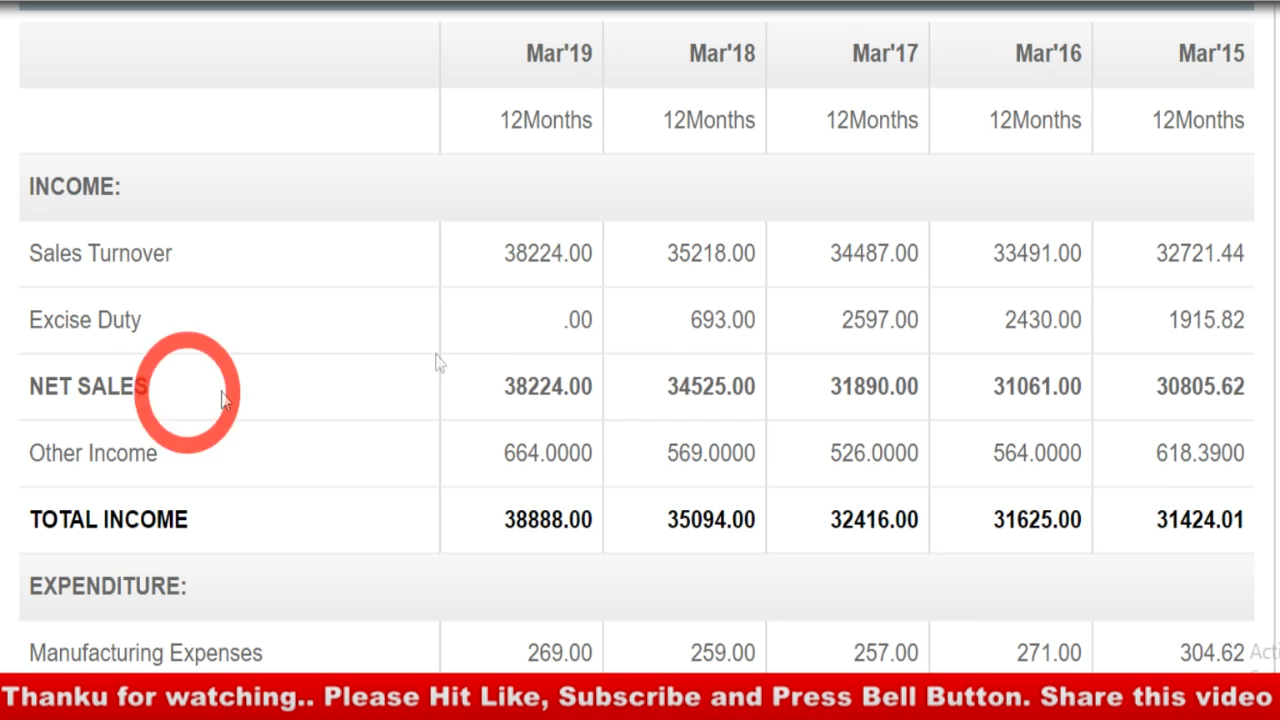 Mar'19 Mar'18 Mar'17 Mar'16 Mar'15
12Months 12Months 12Months 12Months 12Months
INCOME:
Sales Turnover 38224.00 35218.00 34487.00 33491.00 32721.44
Excise Duty .00 693.00 2597.00 2430.00 1915.82
NET SALES 38224.00 34525.00 31890.00 31061.00 30805.62
Other Income 664.0000 569.0000 526.0000 564.0000 618.3900
TOTAL INCOME 38888.00 35094.00 32416.00 31625.00 31424.01
EXPENDITURE:
Manufacturing Expenses 269.00 259.00 257.00 271.00 304.62
Thanku for watching.. Please Hit Like, Subscribe and Press Bell Button. Share this video